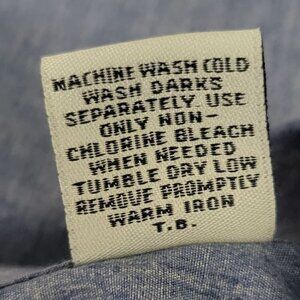 MACHINE WASH COLD
WASH DARKS
SEPARATELY. USE
ONLY NON-
CHLORINE BLEACH
WHEN NEEDED
TUMBLE DRY LOW
REMOVE PROMPTLY
WARM IRON
T.B.